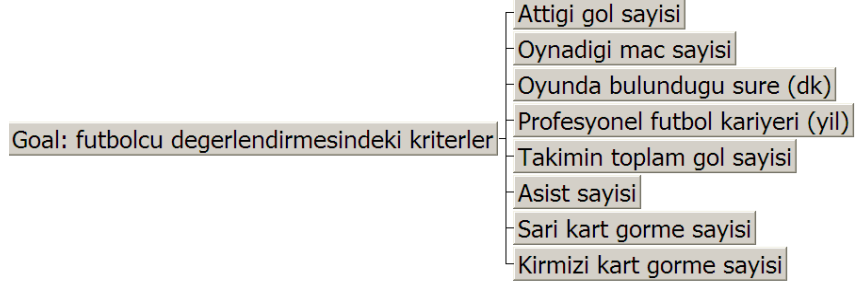 Goal: futbolcu degerlendirmesindeki kriterler
Attigi gol sayisi
Oynadigi mac sayisi
Oyunda bulundugu sure (dk)
Profesyonel futbol kariyeri (yil)
Takimin toplam gol sayisi
Asist sayisi
Sari kart gorme sayisi
Kirmizi kart gorme sayisi